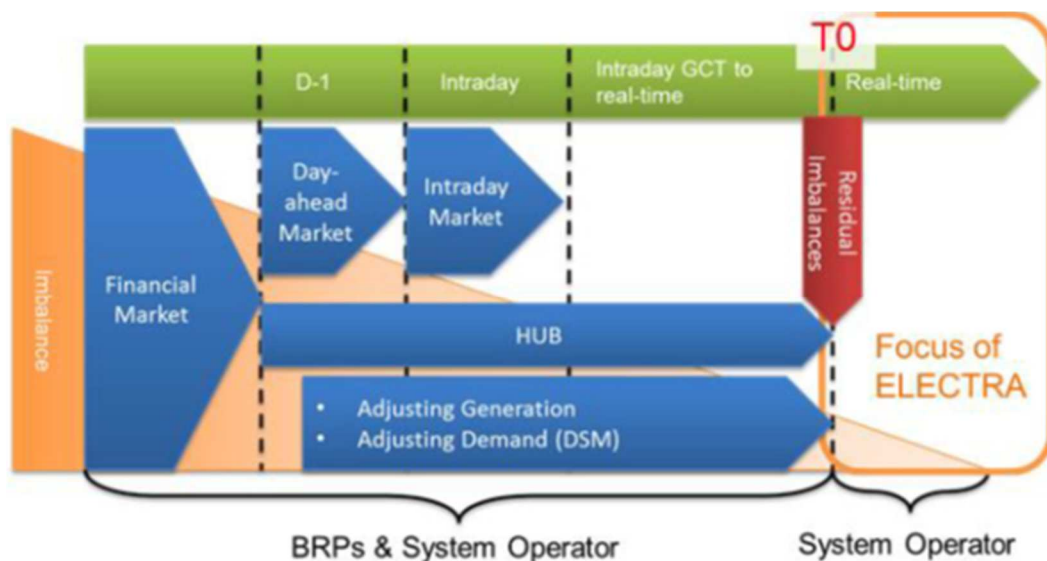 T0
D-1
Intraday
Intraday GCT to
real-time
Real-time
Imbalance
Financial
Market
Day-
ahead
Market
Intraday
Market
Residual
Imbalances
HUB
• Adjusting Generation
• Adjusting Demand (DSM)
Focus of
ELECTRA
BRPs & System Operator
System Operator